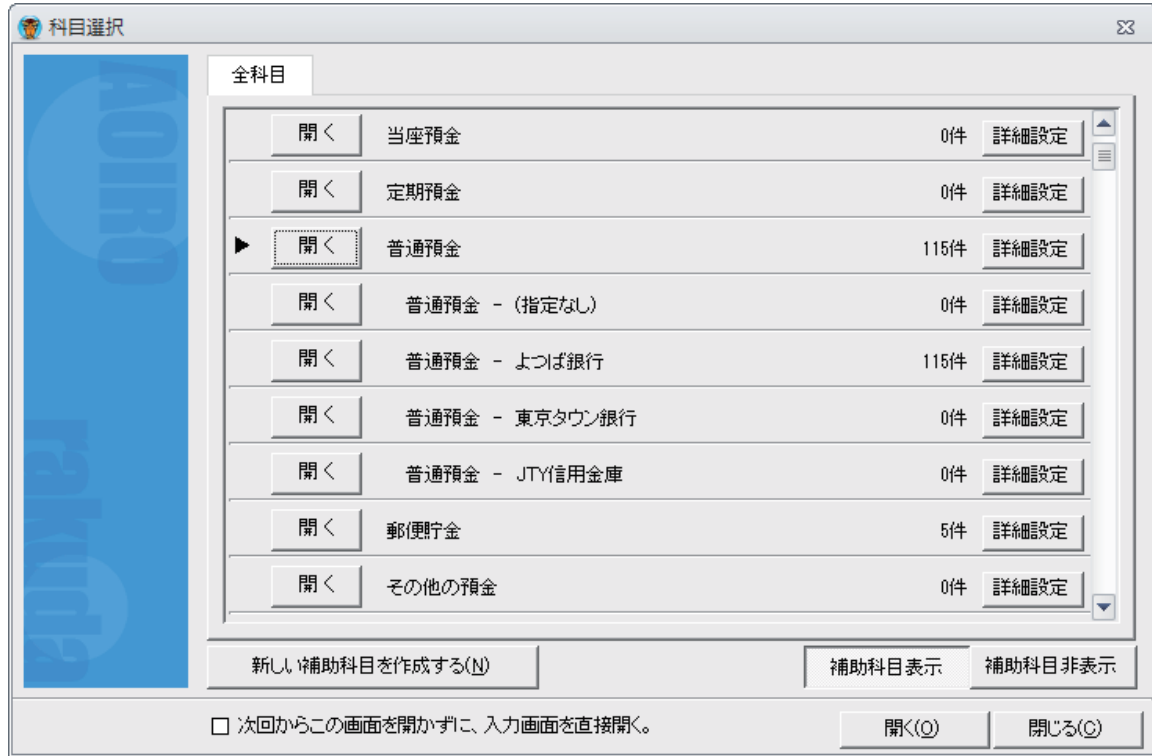 科目選択
全科目
開く 当座預金 0件 詳細設定
開く 定期預金 0件 詳細設定
▶ 開く 普通預金 115件 詳細設定
開く 普通預金 － (指定なし) 0件 詳細設定
開く 普通預金 － よつば銀行 115件 詳細設定
開く 普通預金 － 東京タウン銀行 0件 詳細設定
開く 普通預金 － JTY信用金庫 0件 詳細設定
開く 郵便貯金 5件 詳細設定
開く その他の預金 0件 詳細設定
新しい補助科目を作成する(N) 補助科目表示 補助科目非表示
次回からこの画面を開かずに、入力画面を直接開く。 開く(O) 閉じる(C)
AOIRO
rakuda